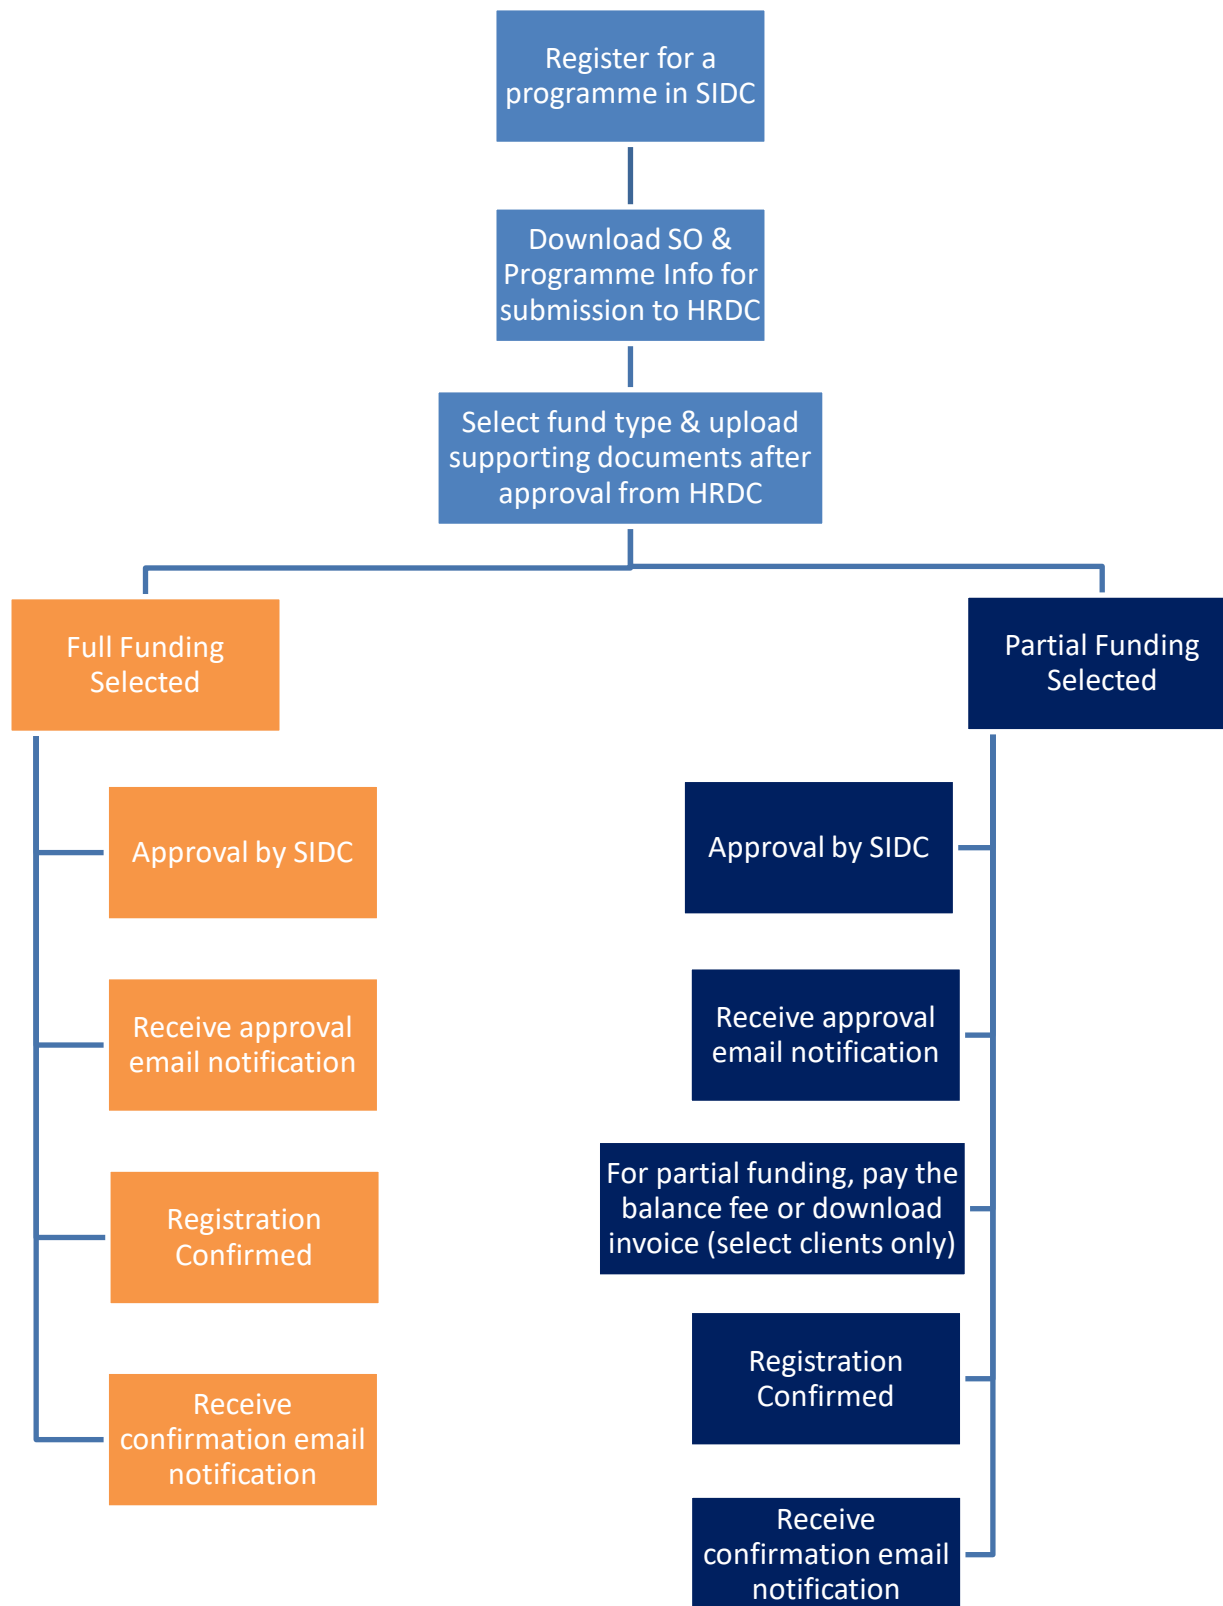 Register for a
programme in SIDC
Download SO &
Programme Info for
submission to HRDC
Select fund type & upload
supporting documents after
approval from HRDC
Full Funding
Selected
Approval by SIDC
Receive approval
email notification
Registration
Confirmed
Receive
confirmation email
notification
Partial Funding
Selected
Approval by SIDC
Receive approval
email notification
For partial funding, pay the
balance fee or download
invoice (select clients only)
Registration
Confirmed
Receive
confirmation email
notification